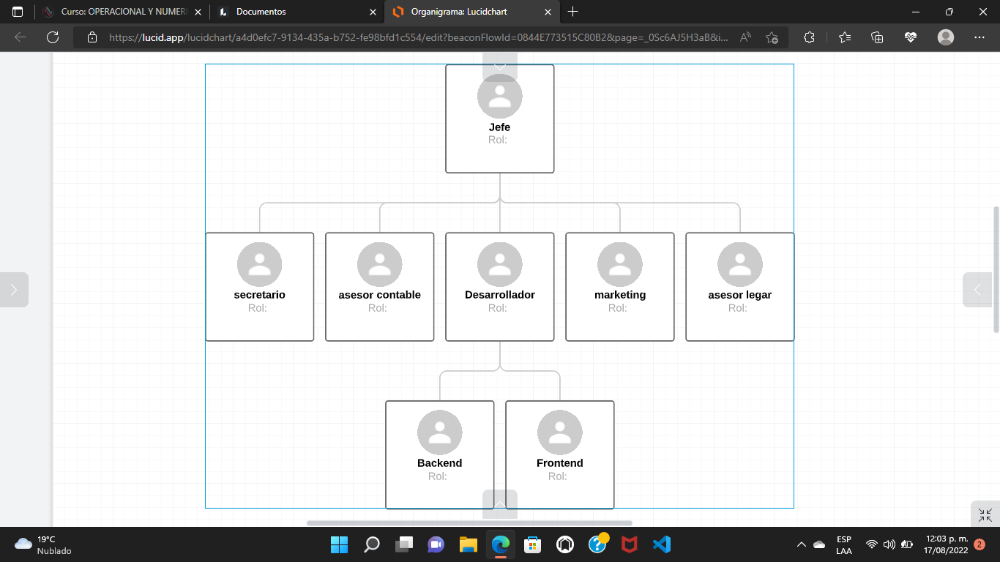 Curso: OPERACIONAL Y NUMERI
Documentos
Organigrama: Lucidchart
https://lucid.app/lucidchart/a4d0efc7-9134-435a-b752-fe98bfd1c554/edit?beaconFlowId=0844E773515C80B2&page=_0Sc6AJ5H3aB&i...
Jefe
Rol:
secretario
Rol:
asesor contable
Rol:
Desarrollador
Rol:
marketing
Rol:
asesor legar
Rol:
Backend
Rol:
Frontend
Rol:
19°C
Nublado
ESP
LAA
12:03 p. m.
17/08/2022
2